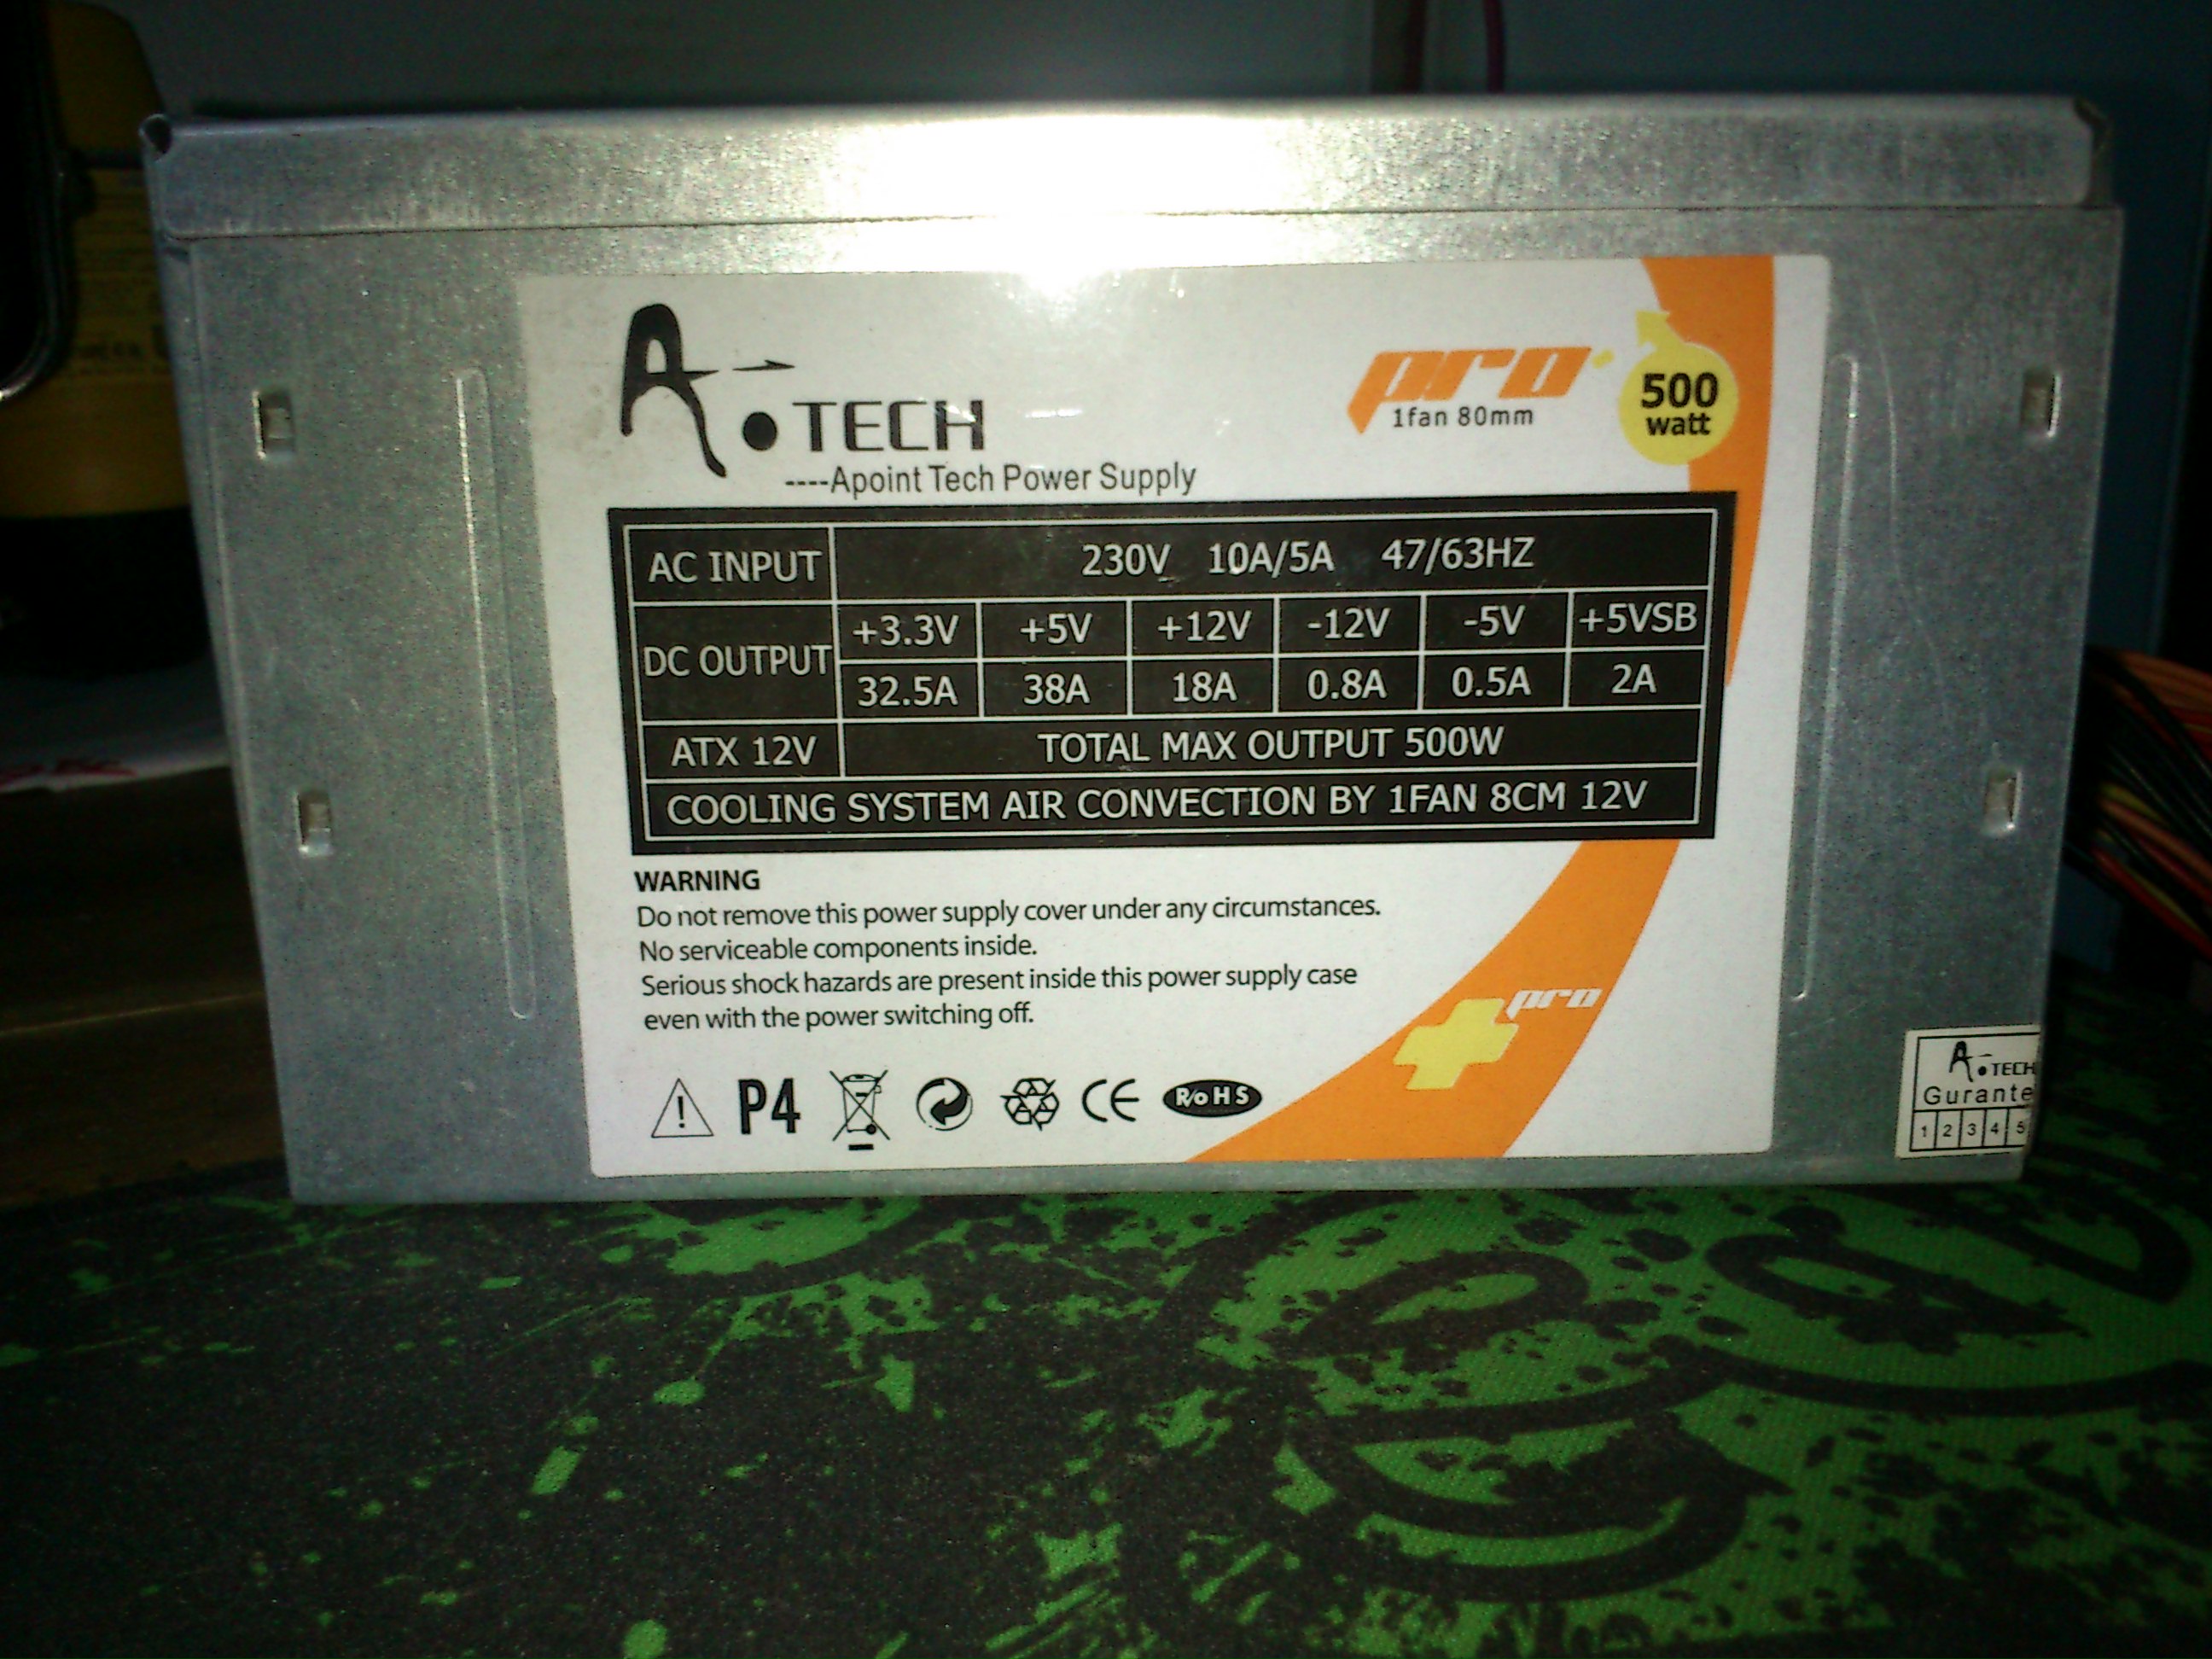 A.TECH
----Apoint Tech Power Supply
pro
1fan 80mm
500
watt
AC INPUT 230V 10A/5A 47/63HZ
DC OUTPUT
+3.3V +5V +12V -12V -5V +5VSB
32.5A 38A 18A 0.8A 0.5A 2A
ATX 12V TOTAL MAX OUTPUT 500W
COOLING SYSTEM AIR CONVECTION BY 1FAN 8CM 12V
WARNING
Do not remove this power supply cover under any circumstances.
No serviceable components inside.
Serious shock hazards are present inside this power supply case
even with the power switching off.
pro
P4 CE RoHS
A.TECH
Gurante
1 2 3 4 5